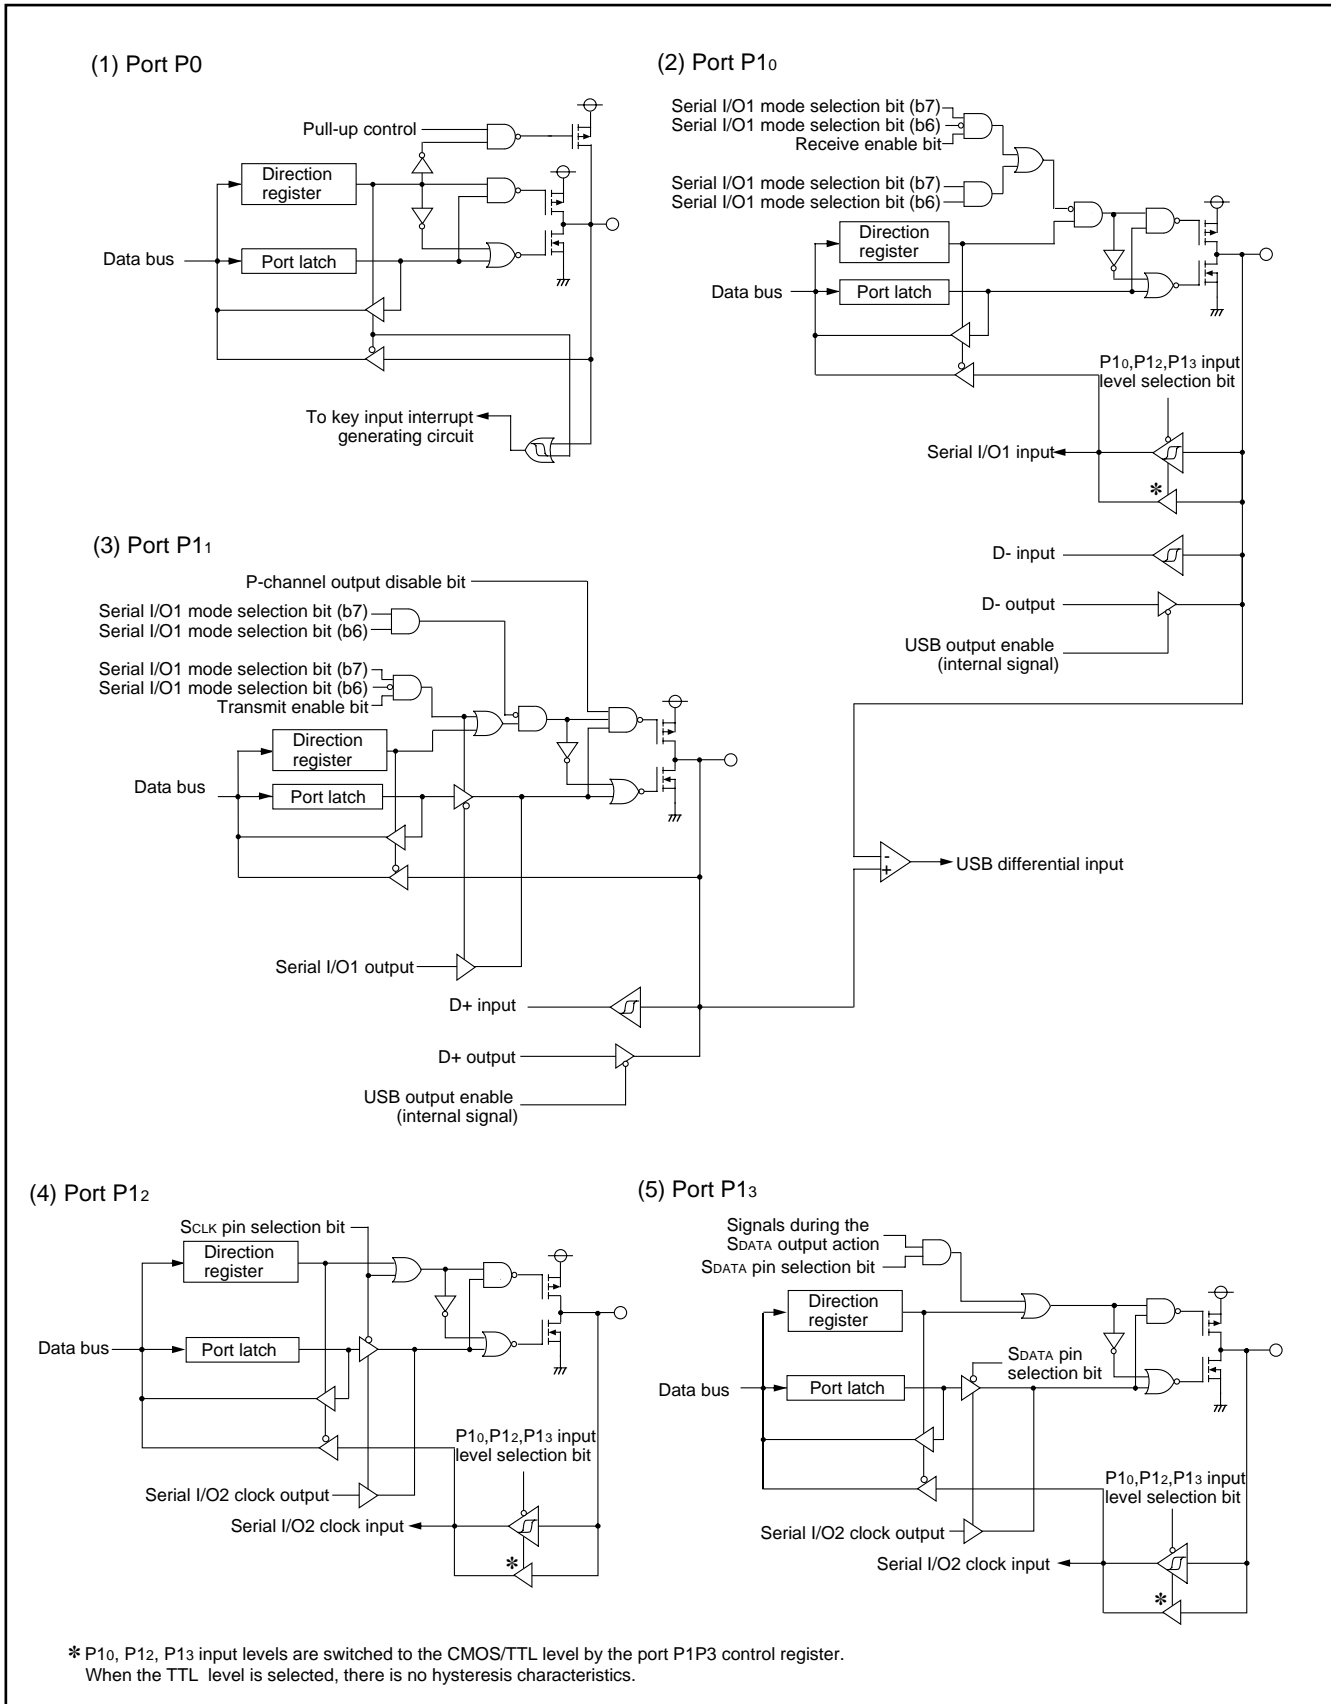 (1) Port P0
Pull-up control
Direction
register
Data bus
Port latch
To key input interrupt
generating circuit
(2) Port P10
Serial I/O1 mode selection bit (b7)
Serial I/O1 mode selection bit (b6)
Receive enable bit
Serial I/O1 mode selection bit (b7)
Serial I/O1 mode selection bit (b6)
Direction
register
Data bus
Port latch
P10,P12,P13 input
level selection bit
Serial I/O1 input
*
D- input
D- output
USB output enable
(internal signal)
(3) Port P11
P-channel output disable bit
Serial I/O1 mode selection bit (b7)
Serial I/O1 mode selection bit (b6)
Serial I/O1 mode selection bit (b7)
Serial I/O1 mode selection bit (b6)
Transmit enable bit
Direction
register
Data bus
Port latch
-
+
USB differential input
Serial I/O1 output
D+ input
D+ output
USB output enable
(internal signal)
(4) Port P12
SCLK pin selection bit
Direction
register
Data bus
Port latch
P10,P12,P13 input
level selection bit
Serial I/O2 clock output
Serial I/O2 clock input
*
(5) Port P13
Signals during the
SDATA output action
SDATA pin selection bit
Direction
register
SDATA pin
selection bit
Data bus
Port latch
P10,P12,P13 input
level selection bit
Serial I/O2 clock output
Serial I/O2 clock input
*
* P10, P12, P13 input levels are switched to the CMOS/TTL level by the port P1P3 control register.
When the TTL level is selected, there is no hysteresis characteristics.